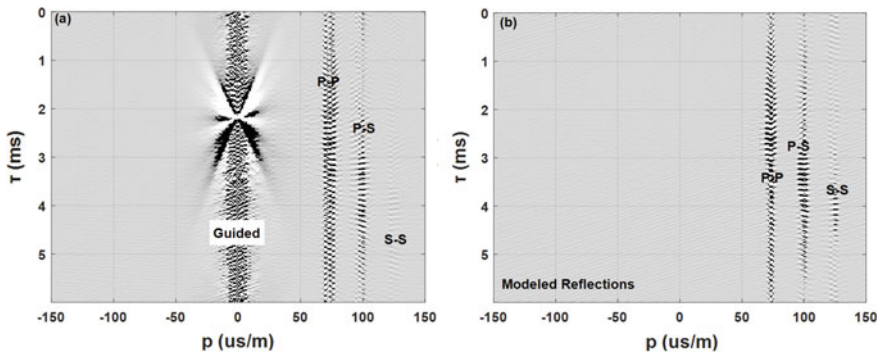 (a)
0
1
2
3
4
5
τ (ms)
P-P
P-S
S-S
Guided
-150 -100 -50 0 50 100 150
p (us/m)
(b)
0
1
2
3
4
5
τ (ms)
P-S
P-P
S-S
Modeled Reflections
-150 -100 -50 0 50 100 150
p (us/m)